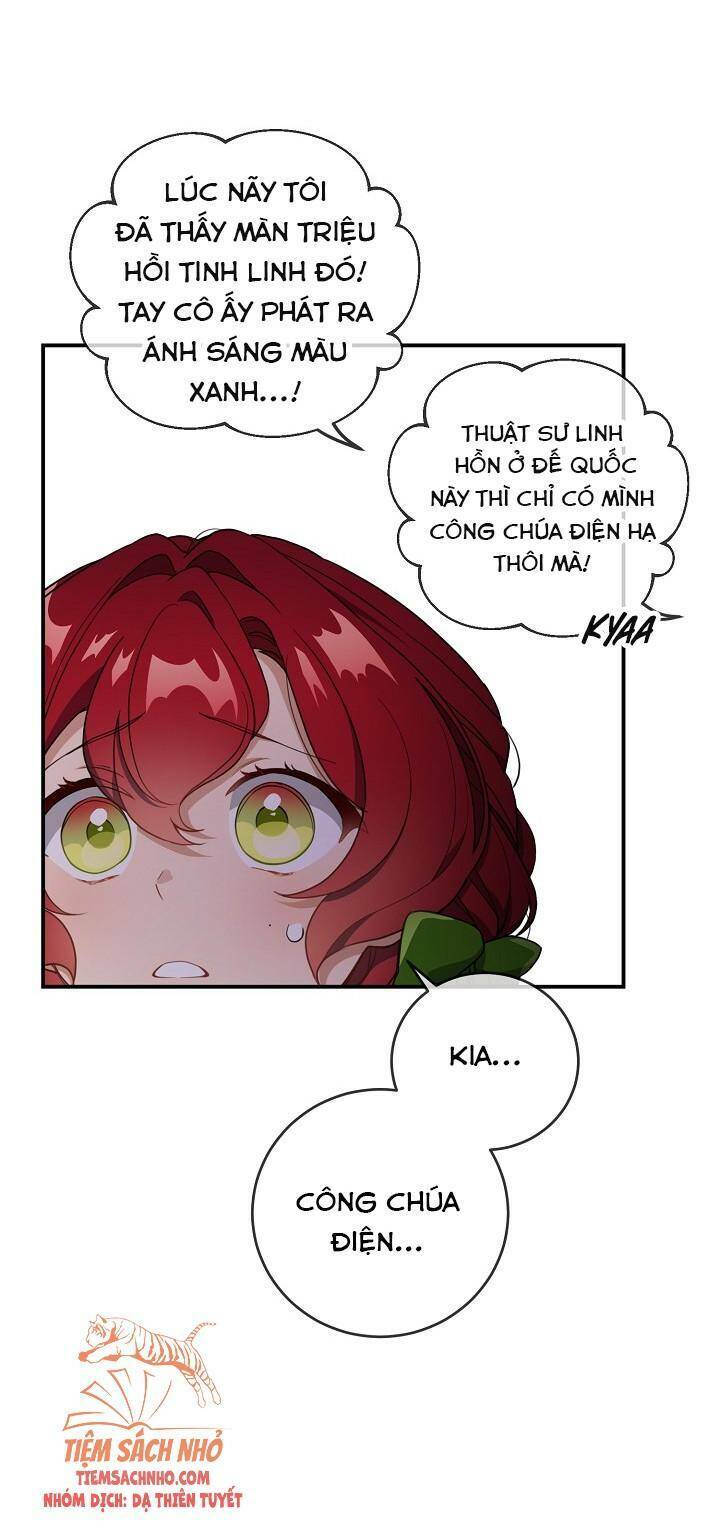 LÚC NÃY TÔI
ĐÃ THẤY MÀN TRIỆU
HỒI TINH LINH ĐÓ!
TAY CÔ ẤY PHÁT RA
ÁNH SÁNG MÀU
XANH...!
THUẬT SƯ LINH
HỒN Ở ĐẾ QUỐC
NÀY THÌ CHỈ CÓ MÌNH
CÔNG CHÚA ĐIỆN HẠ
THÔI MÀ!
KYAA
KIA...
CÔNG CHÚA
ĐIỆN...
TIỆM SÁCH NHỎ
TIEMSACHNHO.COM
NHÓM DỊCH: DẠ THIÊN TUYẾT